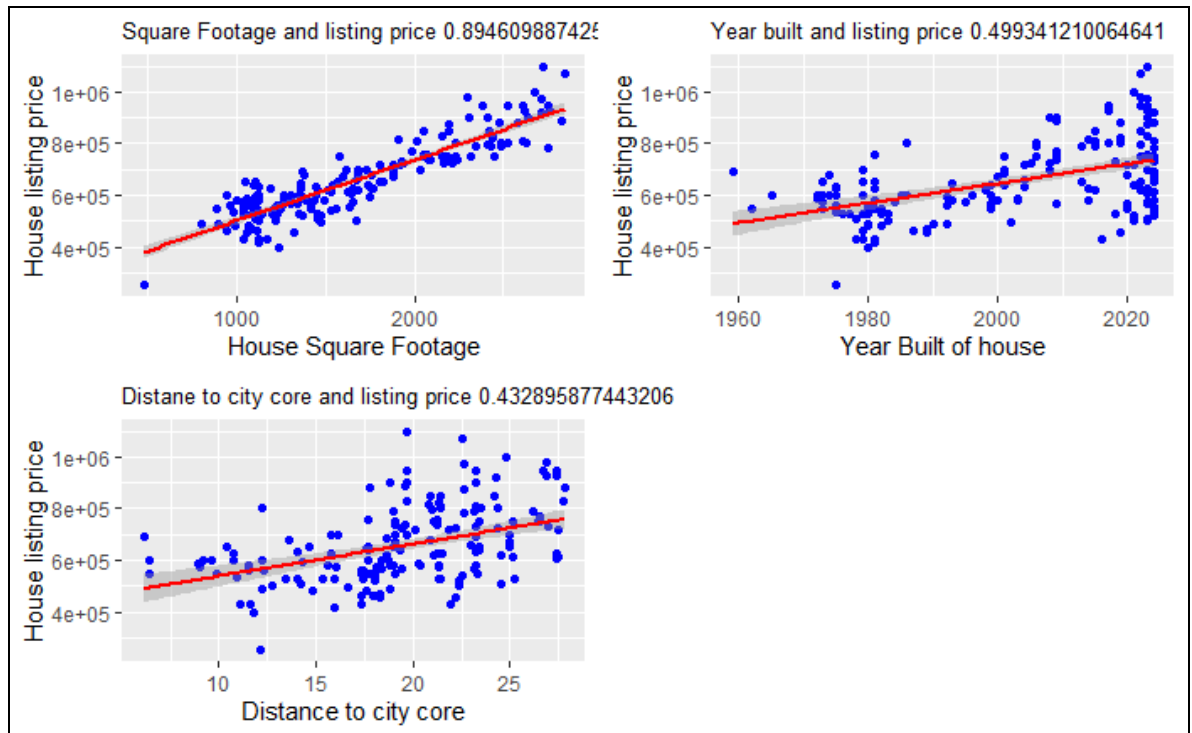 Square Footage and listing price 0.894609887425
House listing price
1e+06
8e+05
6e+05
4e+05
1000 2000
House Square Footage
Year built and listing price 0.499341210064641
House listing price
1e+06
8e+05
6e+05
4e+05
1960 1980 2000 2020
Year Built of house
Distane to city core and listing price 0.432895877443206
House listing price
1e+06
8e+05
6e+05
4e+05
10 15 20 25
Distance to city core